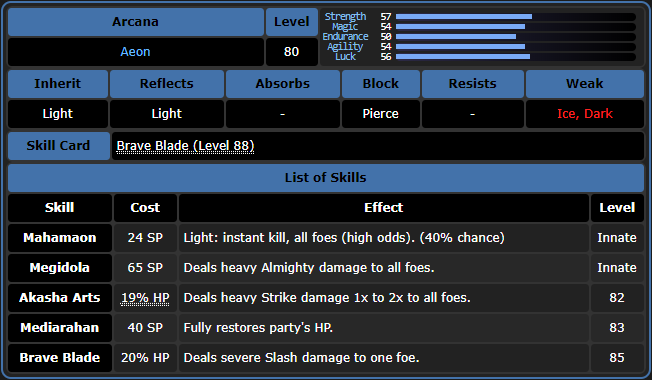 Arcana Level
Aeon 80
Strength 57
Magic 54
Endurance 50
Agility 54
Luck 56
Inherit Reflects Absorbs Block Resists Weak
Light Light - Pierce - Ice, Dark
Skill Card Brave Blade (Level 88)
List of Skills
Skill Cost Effect Level
Mahamaon 24 SP Light: instant kill, all foes (high odds). (40% chance) Innate
Megidola 65 SP Deals heavy Almighty damage to all foes. Innate
Akasha Arts 19% HP Deals heavy Strike damage 1x to 2x to all foes. 82
Mediarahan 40 SP Fully restores party's HP. 83
Brave Blade 20% HP Deals severe Slash damage to one foe. 85